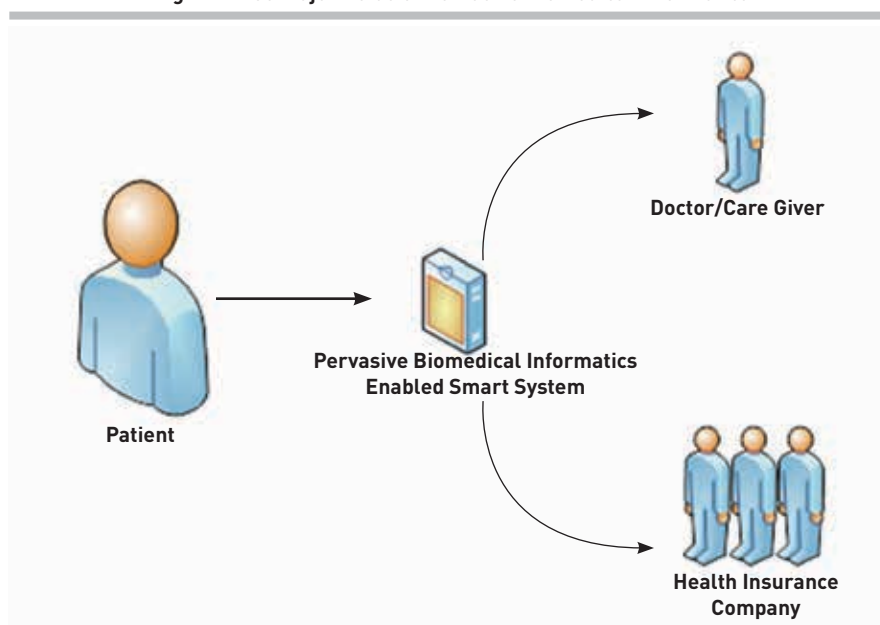 Doctor/Care Giver
Pervasive Biomedical Informatics
Enabled Smart System
Patient
Health Insurance
Company